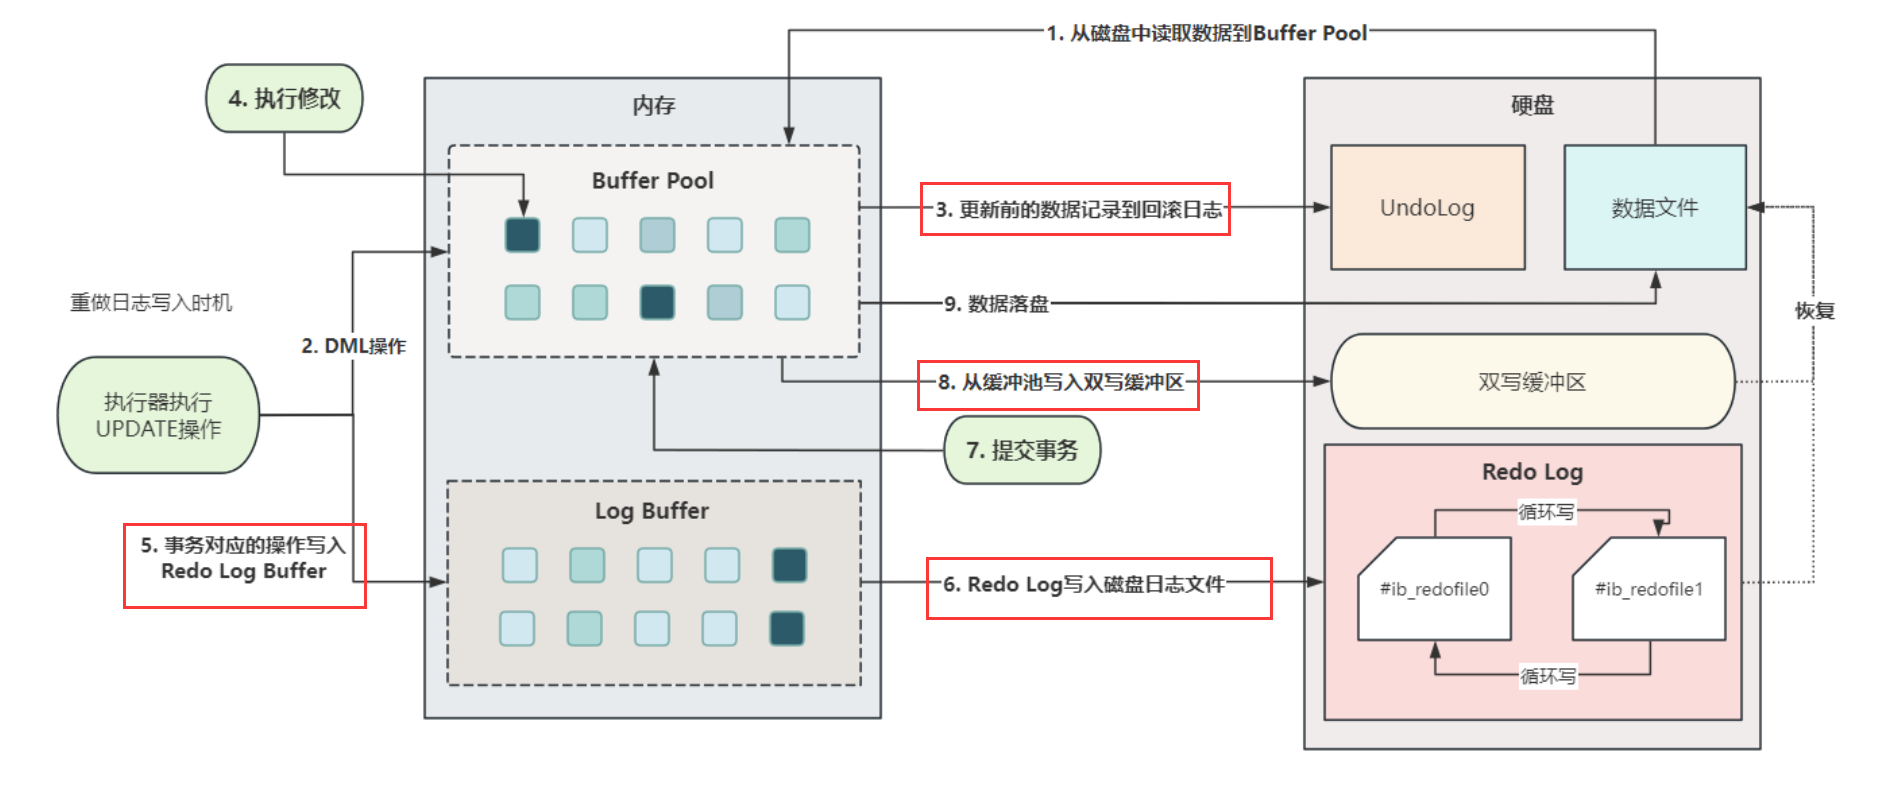 1. 从磁盘中读取数据到Buffer Pool
4. 执行修改
内存
硬盘
Buffer Pool
3. 更新前的数据记录到回滚日志
UndoLog
数据文件
重做日志写入时机
9. 数据落盘
恢复
2. DML操作
8. 从缓冲池写入双写缓冲区
双写缓冲区
执行器执行
UPDATE操作
7. 提交事务
Redo Log
Log Buffer
循环写
5. 事务对应的操作写入
Redo Log Buffer
6. Redo Log写入磁盘日志文件
#ib_redofile0
#ib_redofile1
循环写